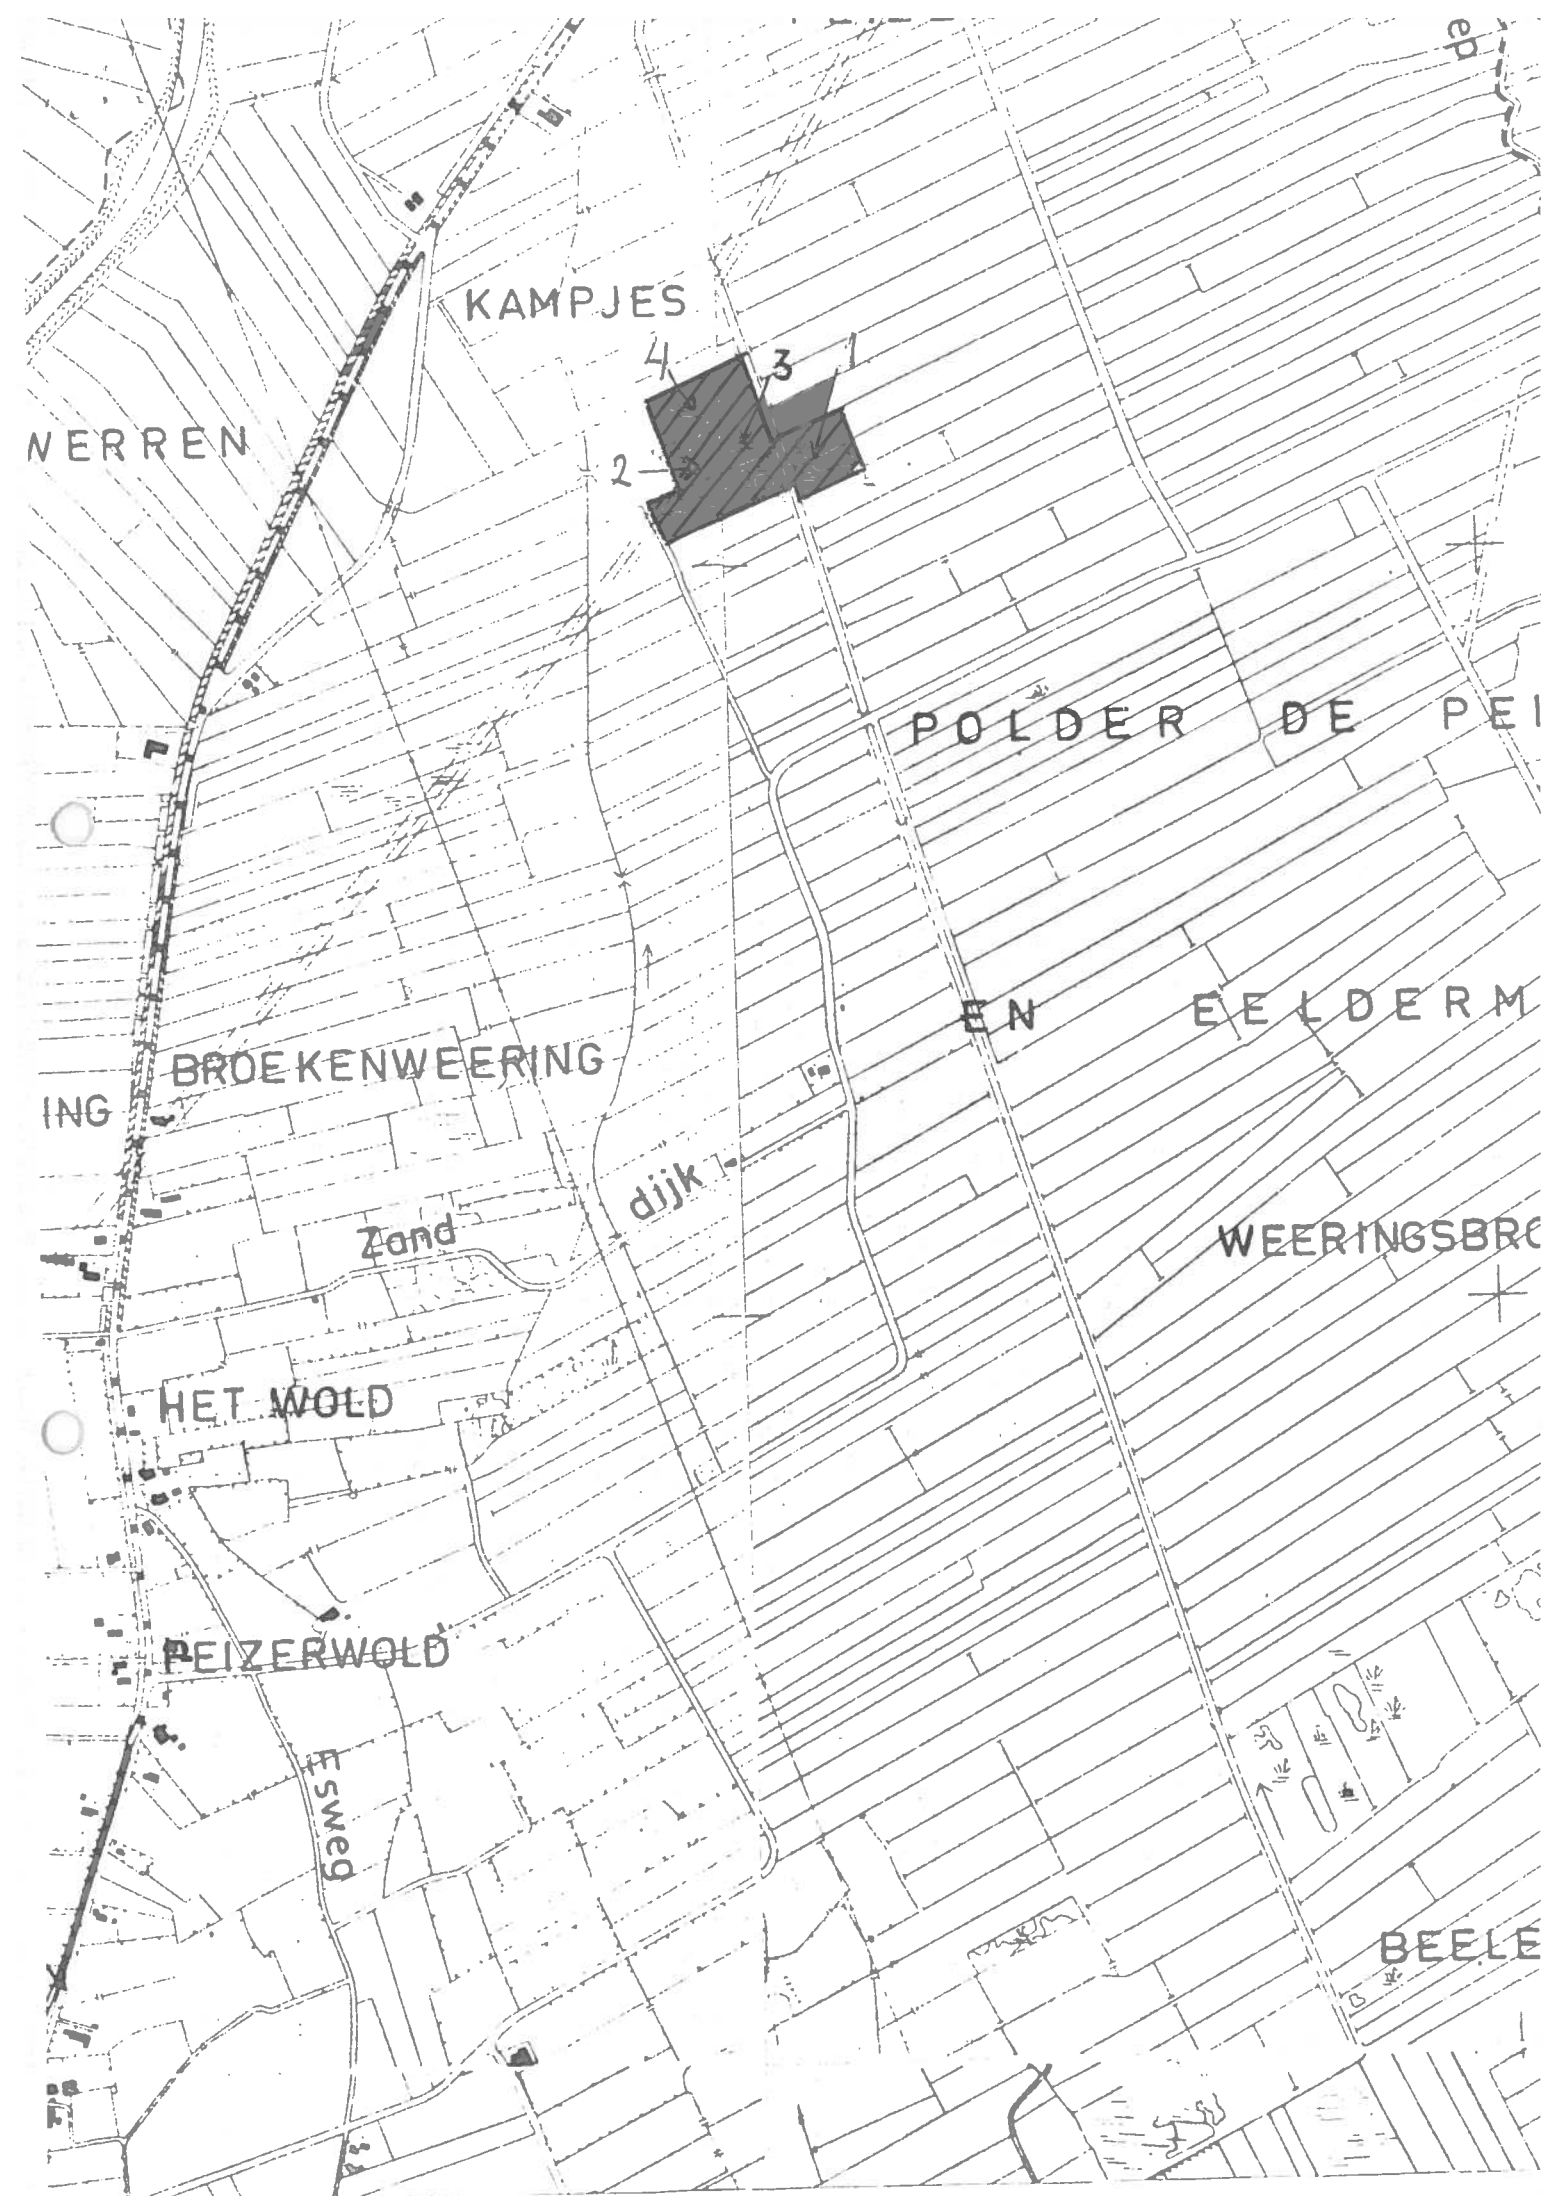 ep
KAMPJES
4
3
1
WERREN
2
POLDER DE PEI
EN EELDERM
BROEKENWEERING
ING
dijk
Zand
WEERINGSBRO
HET WOLD
PEIZERWOLD
Esweg
BEELE